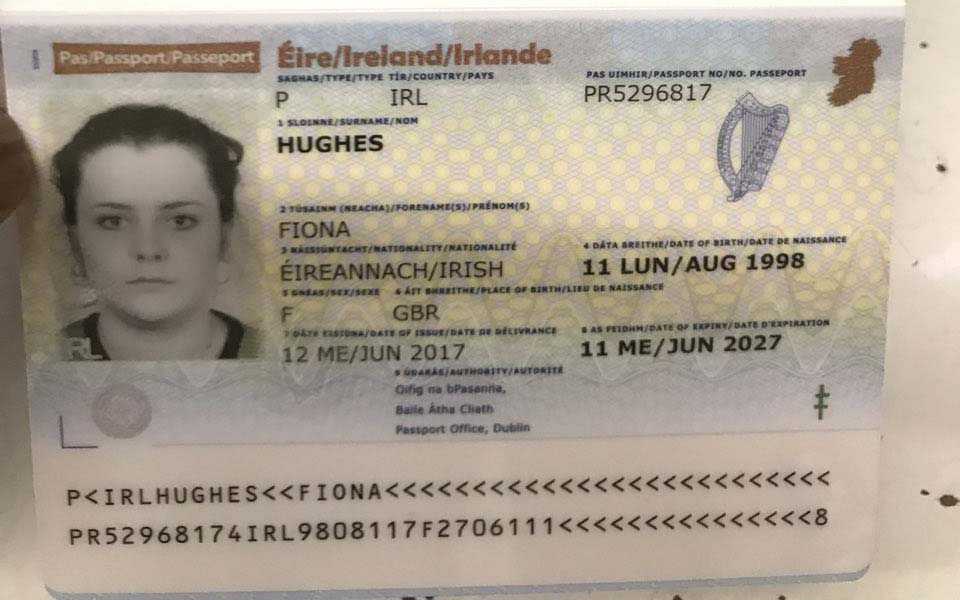 Pas/Passport/Passeport
Éire/Ireland/Irlande
SAGHAS/TYPE/TYPE TÍR/COUNTRY/PAYS
PAS UIMHIR/PASSPORT NO/NO. PASSEPORT
P IRL
PR5296817
1 SLOINNE/SURNAME/NOM
HUGHES
2 TÚSAINM (NEACHA)/FORENAME(S)/PRÉNOM(S)
FIONA
3 NÁISIÚNTACHT/NATIONALITY/NATIONALITÉ
4 DÁTA BREITHE/DATE OF BIRTH/DATE DE NAISSANCE
ÉIREANNACH/IRISH
11 LUN/AUG 1998
5 GNÉAS/SEX/SEXE 6 ÁIT BHREITHE/PLACE OF BIRTH/LIEU DE NAISSANCE
F GBR
7 DÁTA EISIÚNA/DATE OF ISSUE/DATE DE DÉLIVRANCE
8 AS FEIDHM/DATE OF EXPIRY/DATE D'EXPIRATION
12 ME/JUN 2017
11 ME/JUN 2027
9 ÚDARÁS/AUTHORITY/AUTORITÉ
Oifig na bPasanna,
Baile Átha Cliath
Passport Office, Dublin
RL
P<IRLHUGHES<<FIONA<<<<<<<<<<<<<<<<<<<<<<<<<<
PR52968174IRL9808117F2706111<<<<<<<<<<<<<<<8